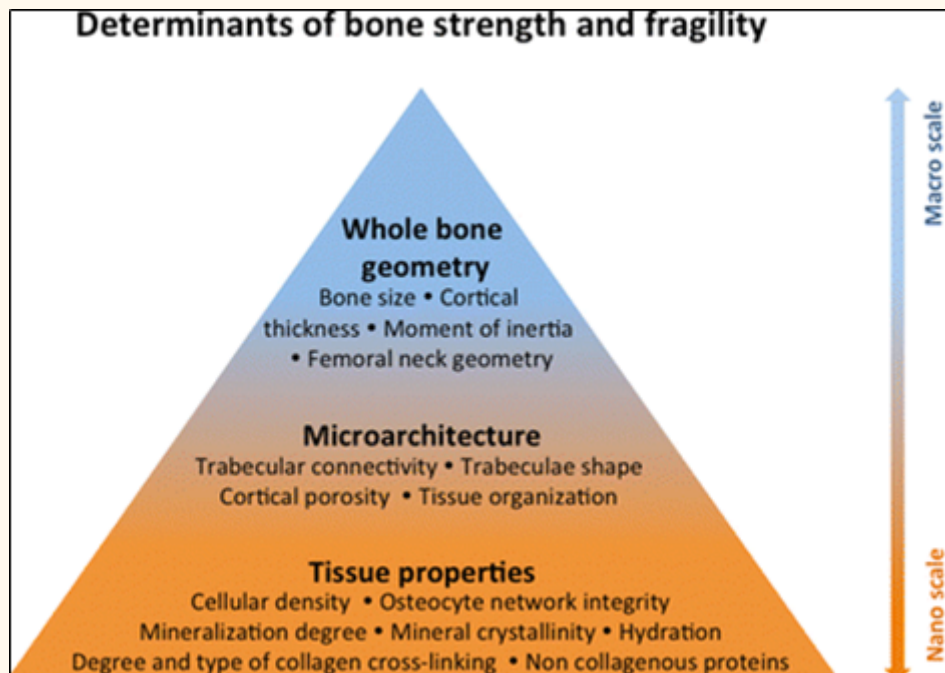 Determinants of bone strength and fragility
Whole bone
geometry
Bone size • Cortical
thickness • Moment of inertia
• Femoral neck geometry
Microarchitecture
Trabecular connectivity • Trabeculae shape
Cortical porosity • Tissue organization
Tissue properties
Cellular density • Osteocyte network integrity
Mineralization degree • Mineral crystallinity • Hydration
Degree and type of collagen cross-linking • Non collagenous proteins
Macro scale
Nano scale